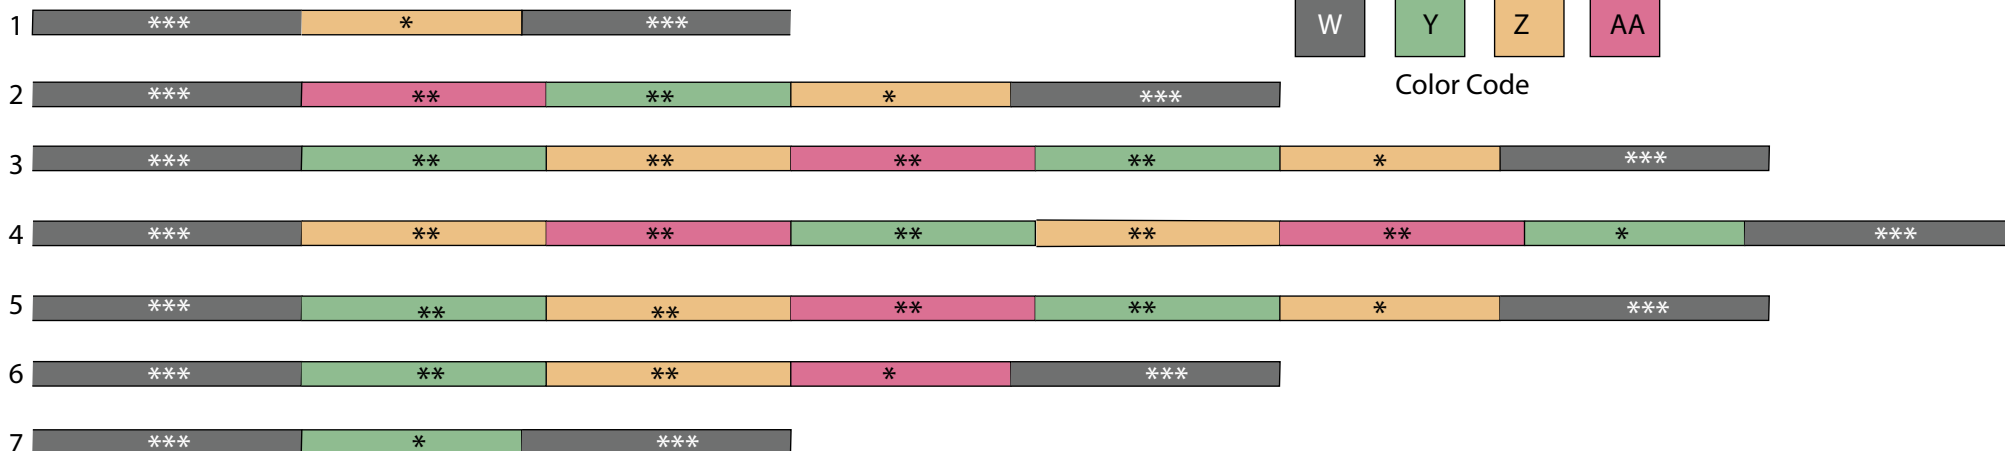 W Y Z AA
Color Code
1 *** * ***
2 *** ** ** * ***
3 *** ** ** ** ** * ***
4 *** ** ** ** ** ** * ***
5 *** ** ** ** ** * ***
6 *** ** ** * ***
7 *** * ***